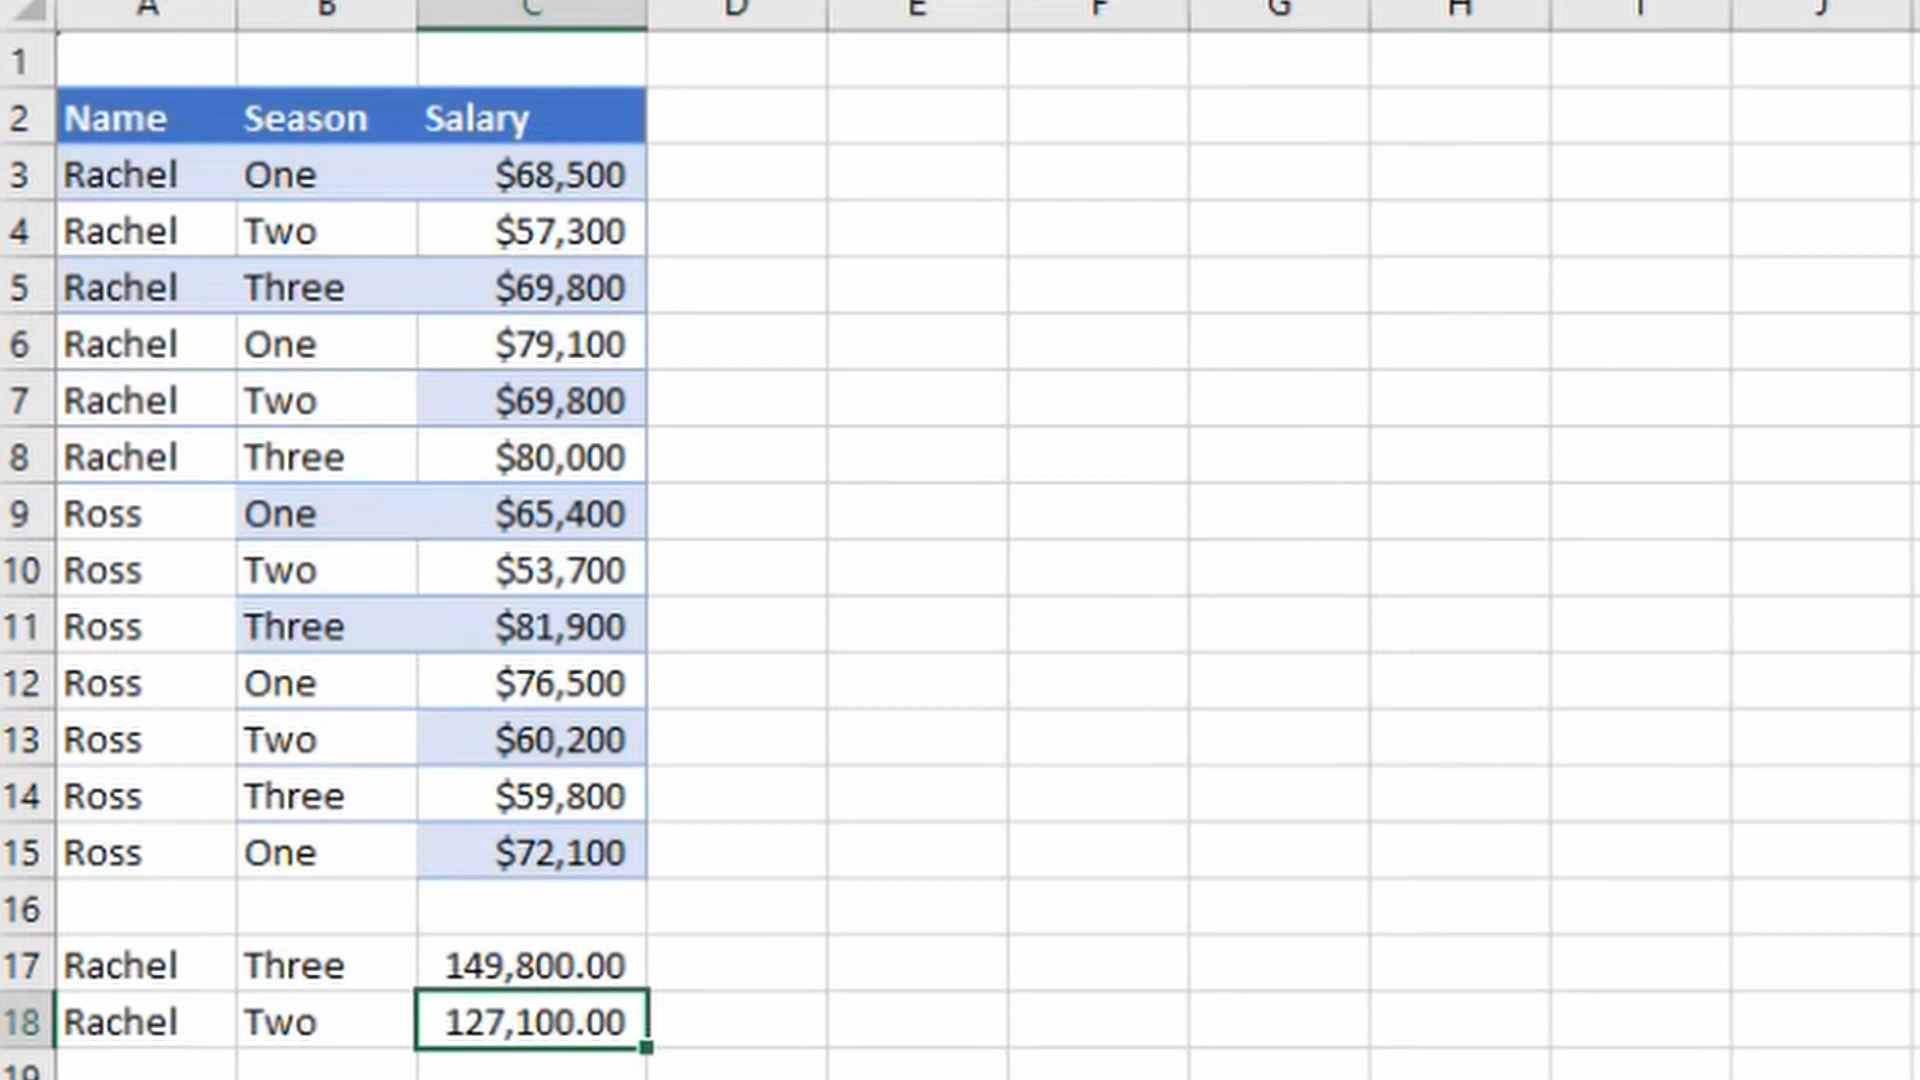 A B C D E F G H I J
1
2 Name Season Salary
3 Rachel One $68,500
4 Rachel Two $57,300
5 Rachel Three $69,800
6 Rachel One $79,100
7 Rachel Two $69,800
8 Rachel Three $80,000
9 Ross One $65,400
10 Ross Two $53,700
11 Ross Three $81,900
12 Ross One $76,500
13 Ross Two $60,200
14 Ross Three $59,800
15 Ross One $72,100
16
17 Rachel Three 149,800.00
18 Rachel Two 127,100.00
19